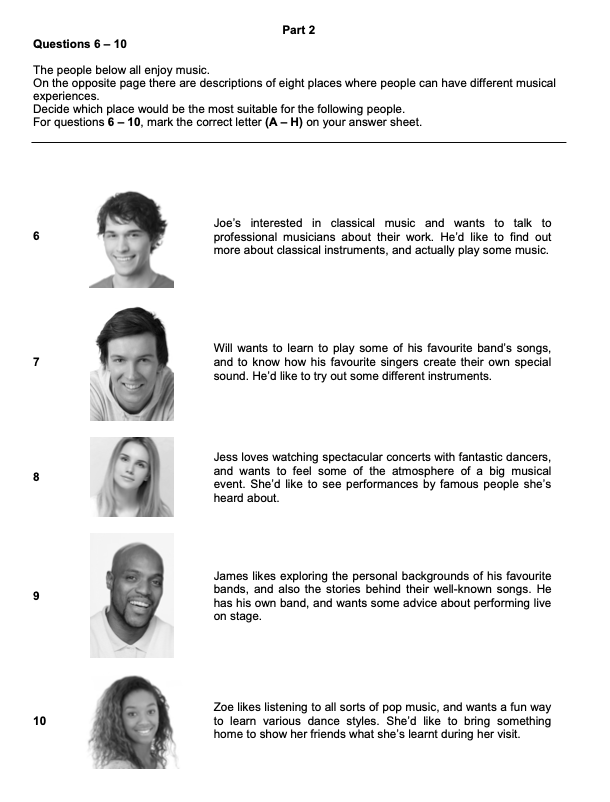 Part 2
Questions 6 – 10
The people below all enjoy music.
On the opposite page there are descriptions of eight places where people can have different musical
experiences.
Decide which place would be the most suitable for the following people.
For questions 6 – 10, mark the correct letter (A – H) on your answer sheet.
6
Joe's interested in classical music and wants to talk to
professional musicians about their work. He'd like to find out
more about classical instruments, and actually play some music.
7
Will wants to learn to play some of his favourite band's songs,
and to know how his favourite singers create their own special
sound. He'd like to try out some different instruments.
8
Jess loves watching spectacular concerts with fantastic dancers,
and wants to feel some of the atmosphere of a big musical
event. She'd like to see performances by famous people she's
heard about.
9
James likes exploring the personal backgrounds of his favourite
bands, and also the stories behind their well-known songs. He
has his own band, and wants some advice about performing live
on stage.
10
Zoe likes listening to all sorts of pop music, and wants a fun way
to learn various dance styles. She'd like to bring something
home to show her friends what she's learnt during her visit.